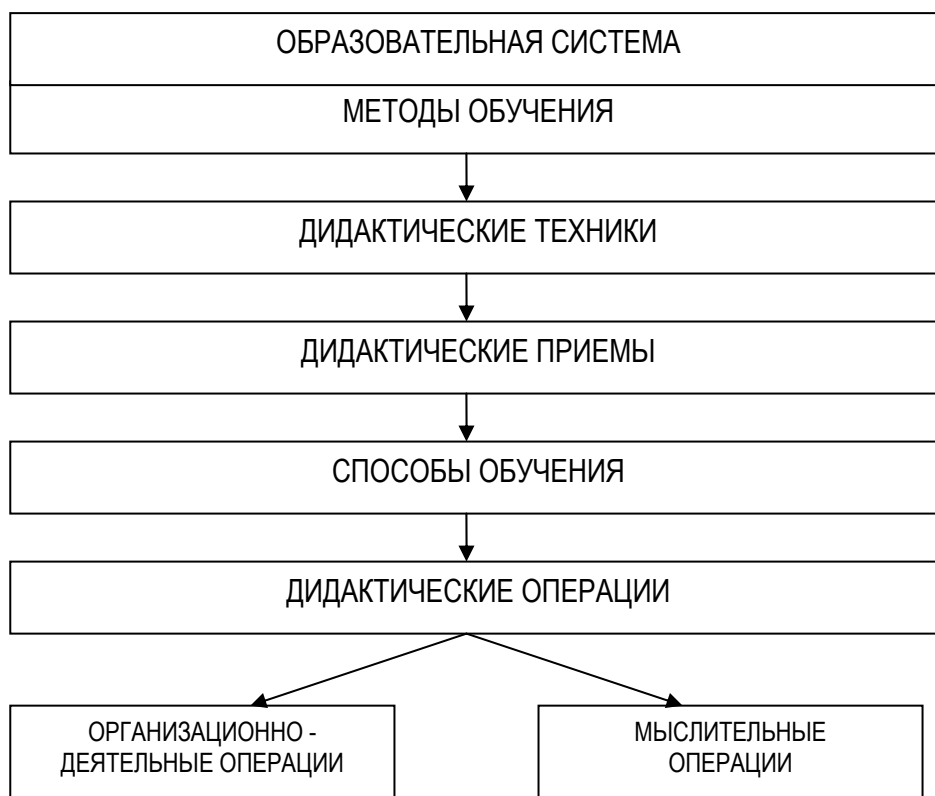 ОБРАЗОВАТЕЛЬНАЯ СИСТЕМА
МЕТОДЫ ОБУЧЕНИЯ
ДИДАКТИЧЕСКИЕ ТЕХНИКИ
ДИДАКТИЧЕСКИЕ ПРИЕМЫ
СПОСОБЫ ОБУЧЕНИЯ
ДИДАКТИЧЕСКИЕ ОПЕРАЦИИ
ОРГАНИЗАЦИОННО -
ДЕЯТЕЛЬНЫЕ ОПЕРАЦИИ
МЫСЛИТЕЛЬНЫЕ
ОПЕРАЦИИ